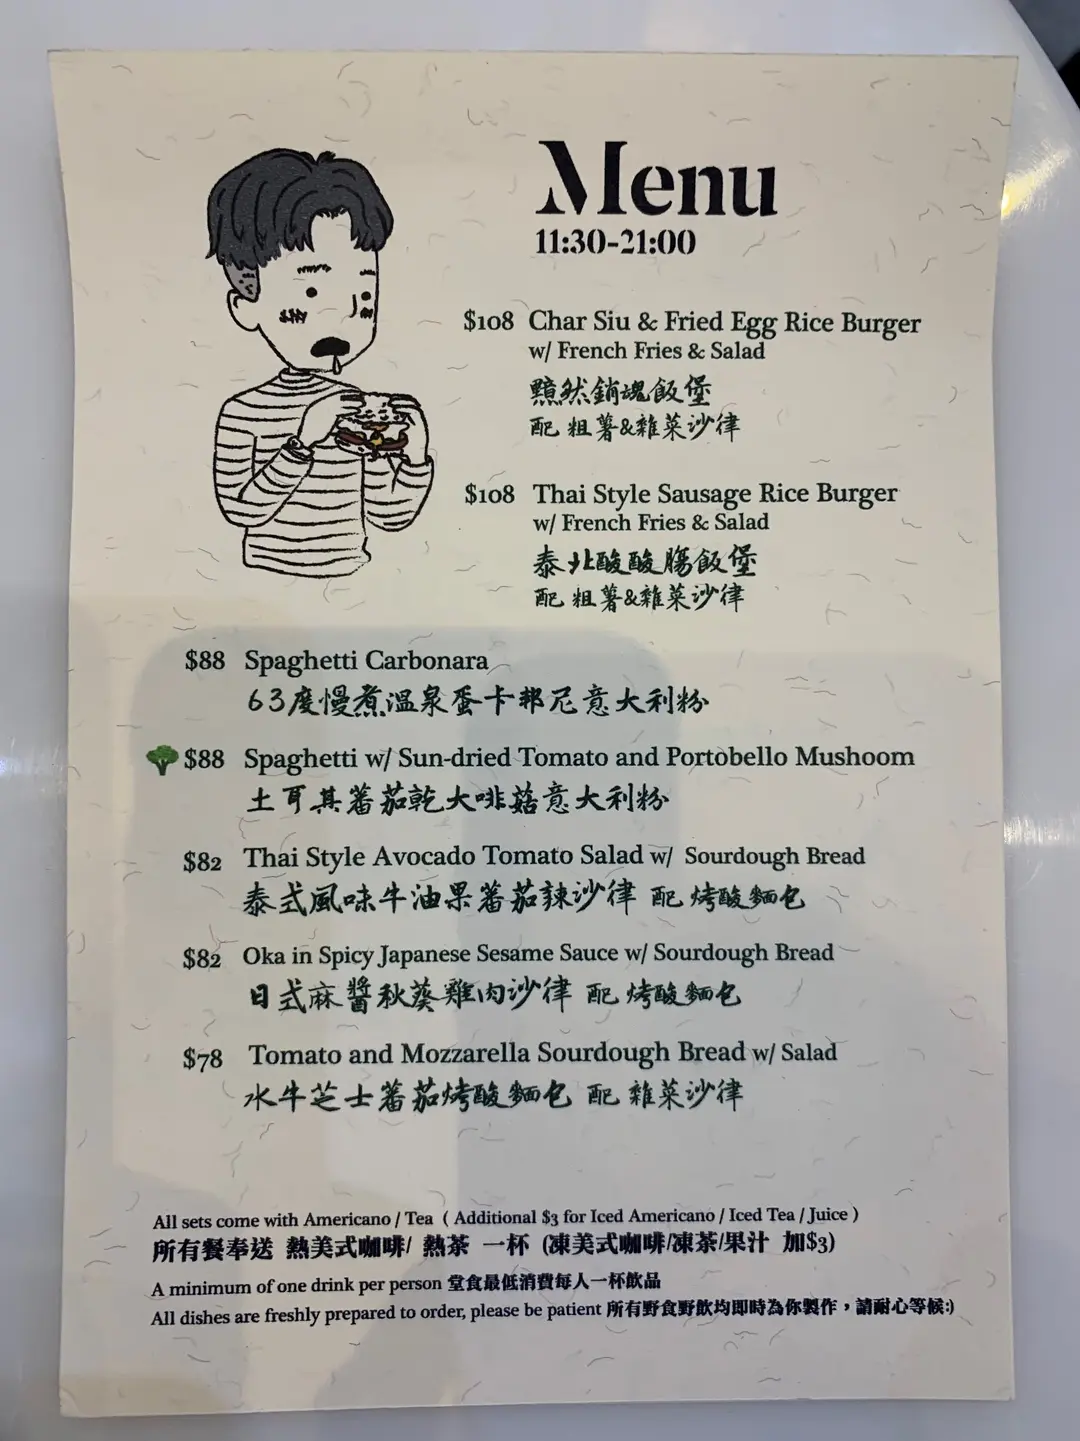 Menu
11:30-21:00
$108 Char Siu & Fried Egg Rice Burger
w/ French Fries & Salad
黯然銷魂飯堡
配 粗薯&雜菜沙律
$108 Thai Style Sausage Rice Burger
w/ French Fries & Salad
泰北酸酸腸飯堡
配 粗薯&雜菜沙律
$88 Spaghetti Carbonara
63度慢煮溫泉蛋卡邦尼意大利粉
$88 Spaghetti w/ Sun-dried Tomato and Portobello Mushoom
土耳其蕃茄乾大啡菇意大利粉
$82 Thai Style Avocado Tomato Salad w/ Sourdough Bread
泰式風味牛油果蕃茄辣沙律 配 烤酸麵包
$82 Oka in Spicy Japanese Sesame Sauce w/ Sourdough Bread
日式麻醬秋葵雞肉沙律 配 烤酸麵包
$78 Tomato and Mozzarella Sourdough Bread w/ Salad
水牛芝士蕃茄烤酸麵包 配 雜菜沙律
All sets come with Americano / Tea ( Additional $3 for Iced Americano / Iced Tea / Juice )
所有餐奉送 熱美式咖啡/ 熱茶 一杯 (凍美式咖啡/凍茶/果汁 加$3)
A minimum of one drink per person 堂食最低消費每人一杯飲品
All dishes are freshly prepared to order, please be patient 所有野食野飲均即時為你製作，請耐心等候:)